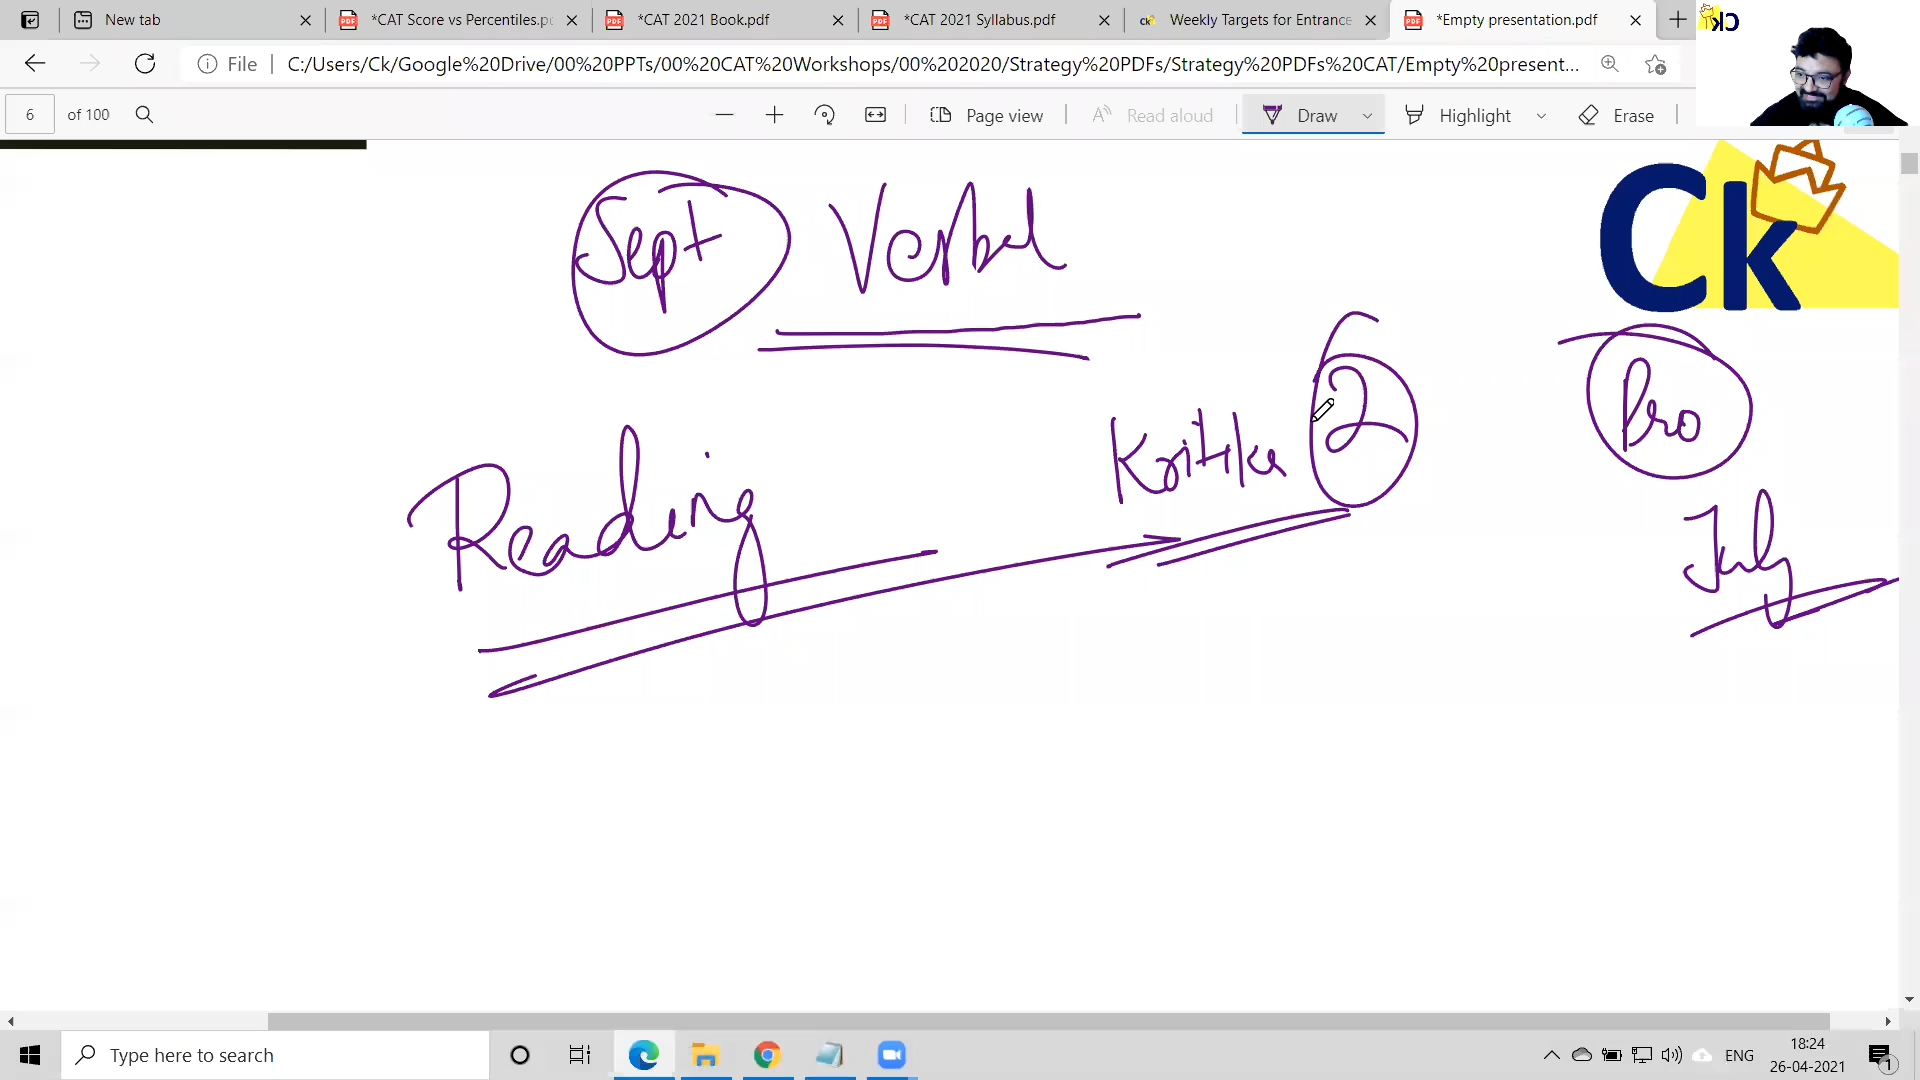 New tab
*CAT Score vs Percentiles.pd
*CAT 2021 Book.pdf
*CAT 2021 Syllabus.pdf
Weekly Targets for Entrance
*Empty presentation.pdf
Ck
File
C:/Users/Ck/Google%20Drive/00%20PPTs/00%20CAT%20Workshops/00%202020/Strategy%20PDFs/Strategy%20PDFs%20CAT/Empty%20present...
6 of 100
Page view
Read aloud
Draw
Highlight
Erase
Sept Verbal
Ck
Reading
Kritika 2
Pro
July
Type here to search
ENG
18:24
26-04-2021
1